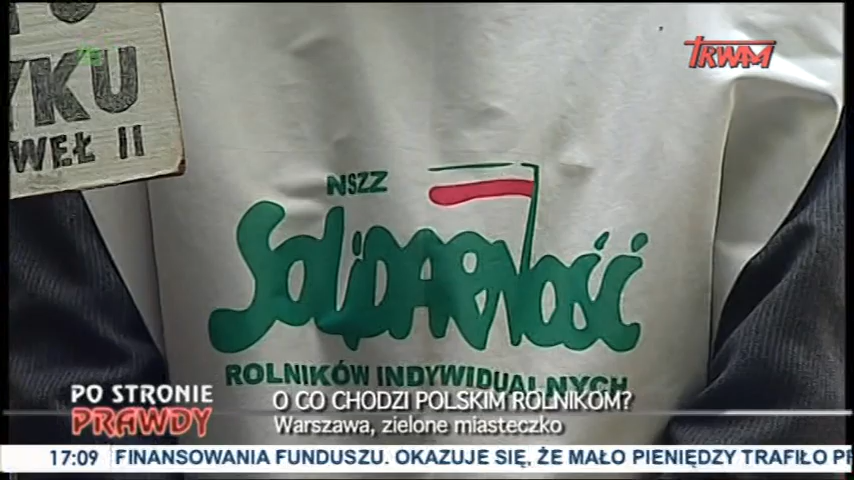 YKU
WEŁ II
TRWAM
NSZZ
SOLIDARNOŚĆ
ROLNIKÓW INDYWIDUALNYCH
PO STRONIE
PRAWDY
O CO CHODZI POLSKIM ROLNIKOM?
Warszawa, zielone miasteczko
17:09 FINANSOWANIA FUNDUSZU. OKAZUJE SIĘ, ŻE MAŁO PIENIĘDZY TRAFIŁO PR